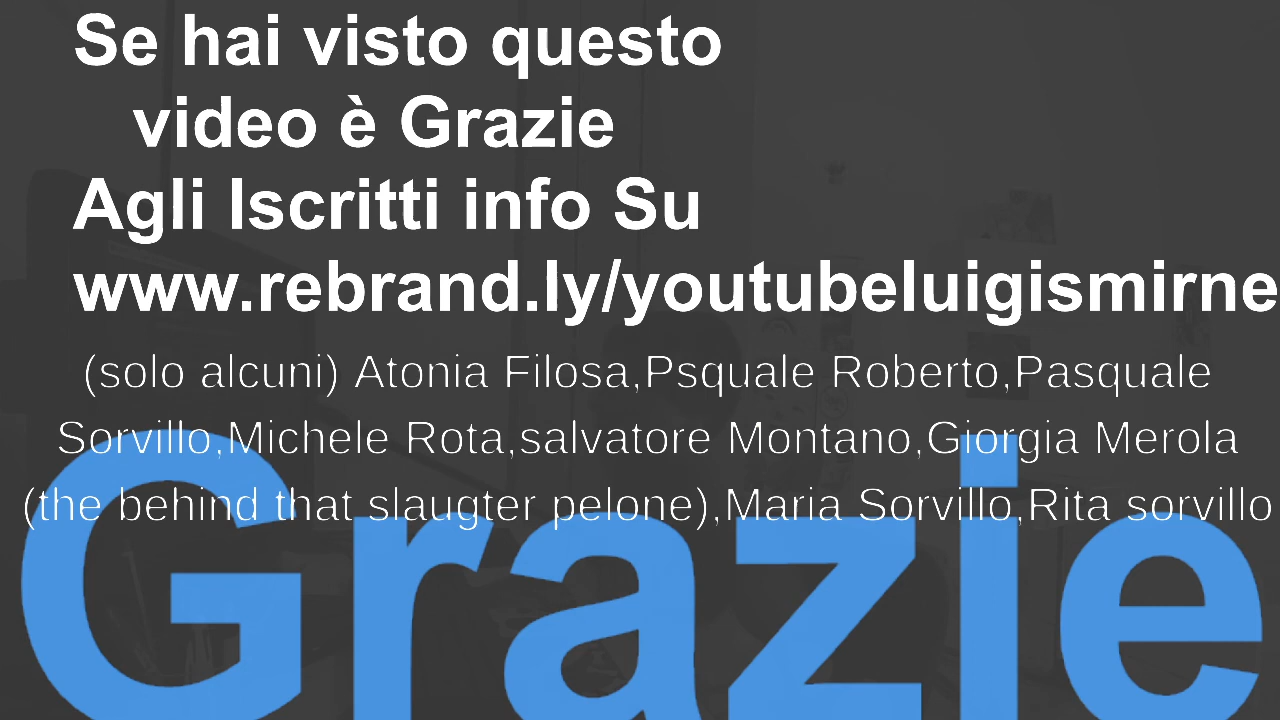 Se hai visto questo
video è Grazie
Agli Iscritti info Su
www.rebrand.ly/youtubeluigismirne
(solo alcuni) Atonia Filosa,Psquale Roberto,Pasquale
Sorvillo,Michele Rota,salvatore Montano,Giorgia Merola
(the behind that slaugter pelone),Maria Sorvillo,Rita sorvillo
Grazie